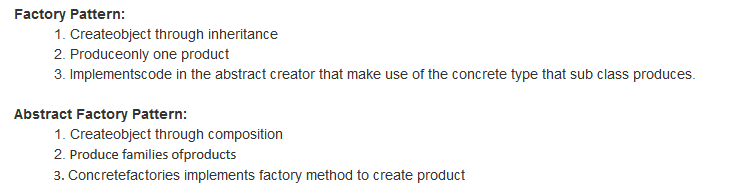 Factory Pattern:
1. Createobject through inheritance
2. Produceonly one product
3. Implementscode in the abstract creator that make use of the concrete type that sub class produces.
Abstract Factory Pattern:
1. Createobject through composition
2. Produce families ofproducts
3. Concretefactories implements factory method to create product